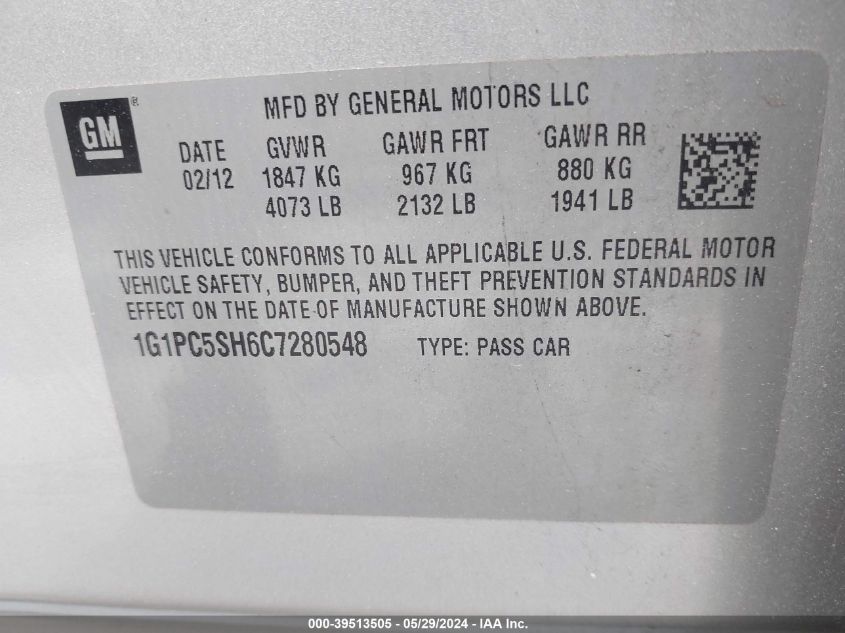 GM ®
MFD BY GENERAL MOTORS LLC
DATE GVWR GAWR FRT GAWR RR
02/12 1847 KG 967 KG 880 KG
4073 LB 2132 LB 1941 LB
THIS VEHICLE CONFORMS TO ALL APPLICABLE U.S. FEDERAL MOTOR
VEHICLE SAFETY, BUMPER, AND THEFT PREVENTION STANDARDS IN
EFFECT ON THE DATE OF MANUFACTURE SHOWN ABOVE.
1G1PC5SH6C7280548 TYPE: PASS CAR
000-39513505 - 05/29/2024 - IAA Inc.